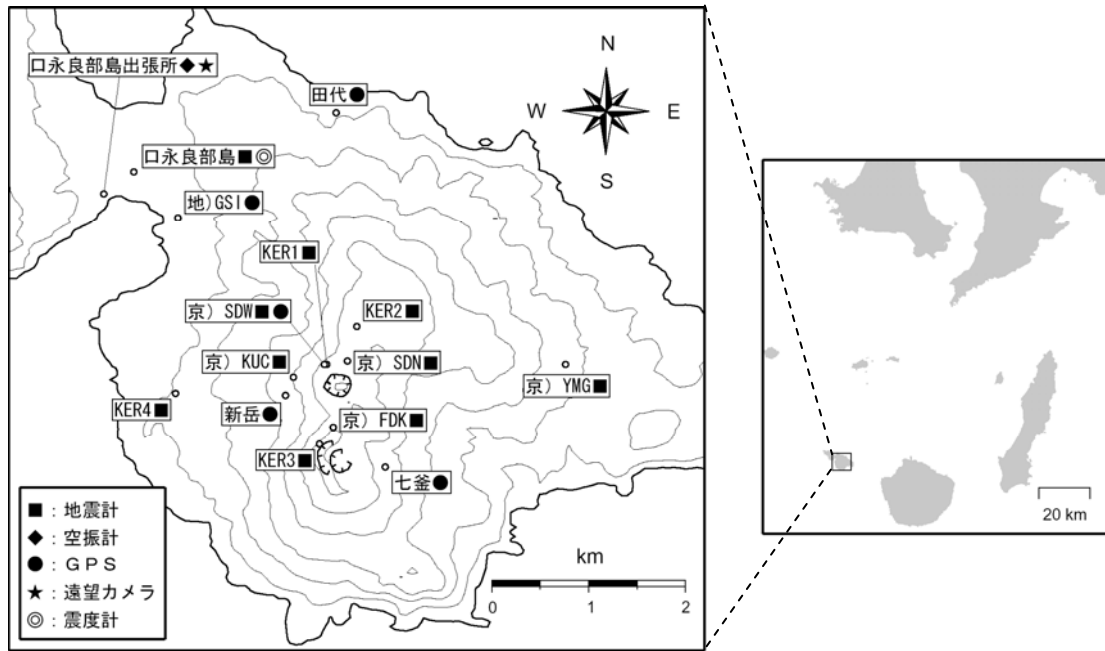 口永良部島出張所◆★
田代●
N
W E
S
口永良部島■◎
地)GSI●
KER1■
京) SDW■●
KER2■
京) KUC■
京) SDN■
京) YMG■
KER4■
新岳●
京) FDK■
KER3■
七釜●
■：地震計
◆：空振計
●：ＧＰＳ
★：遠望カメラ
◎：震度計
km
0 1 2
20 km